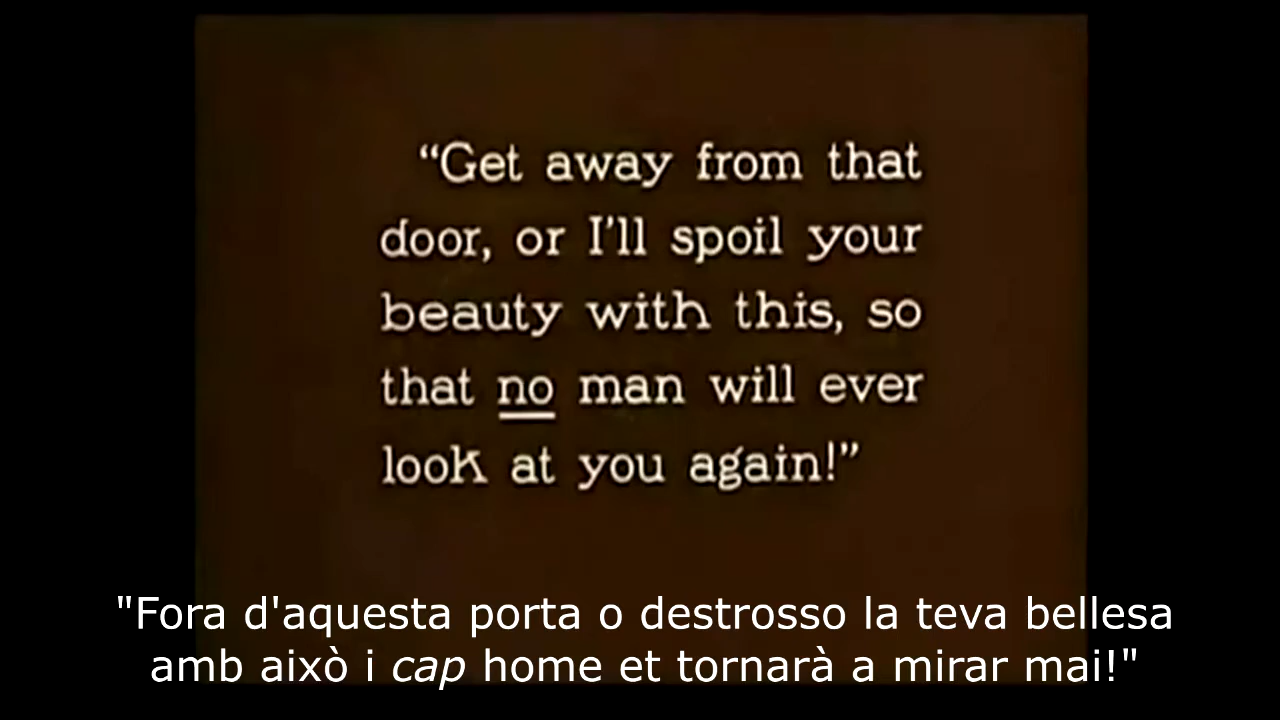 “Get away from that
door, or I'll spoil your
beauty with this, so
that no man will ever
look at you again!”
"Fora d'aquesta porta o destrosso la teva bellesa
amb això i cap home et tornarà a mirar mai!"